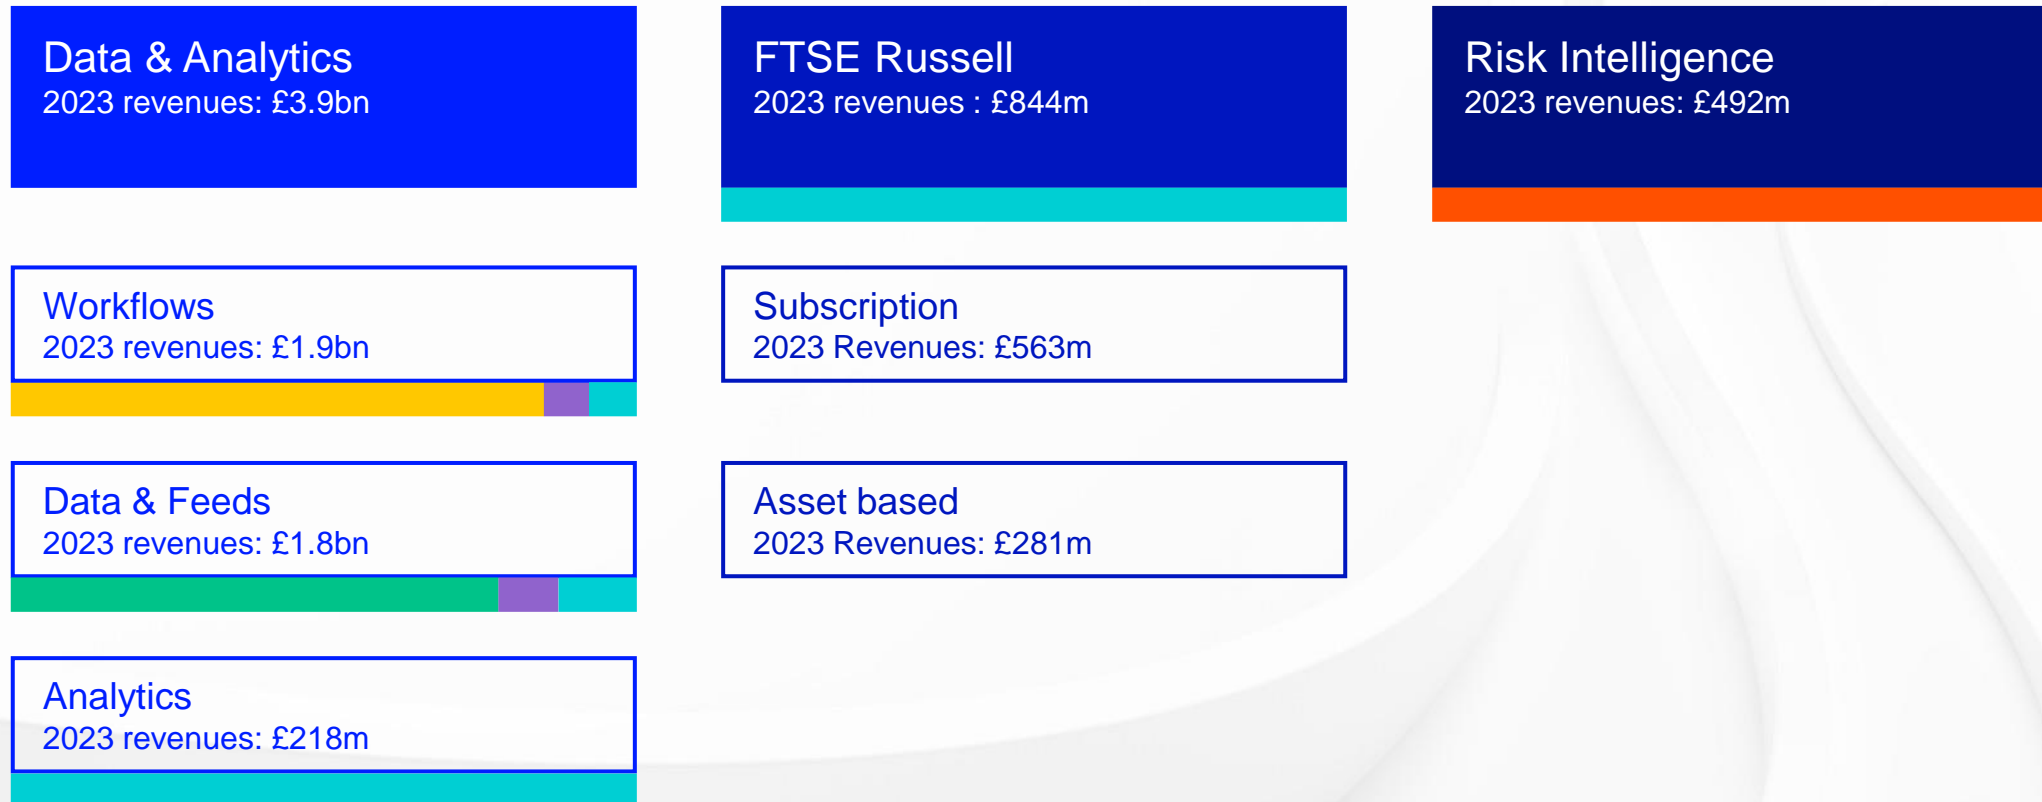 Data & Analytics
2023 revenues: £3.9bn
FTSE Russell
2023 revenues : £844m
Risk Intelligence
2023 revenues: £492m
Workflows
2023 revenues: £1.9bn
Subscription
2023 Revenues: £563m
Data & Feeds
2023 revenues: £1.8bn
Asset based
2023 Revenues: £281m
Analytics
2023 revenues: £218m